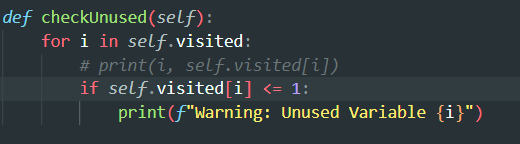 def checkUnused(self):
    for i in self.visited:
        # print(i, self.visited[i])
        if self.visited[i] <= 1:
            print(f"Warning: Unused Variable {i}")